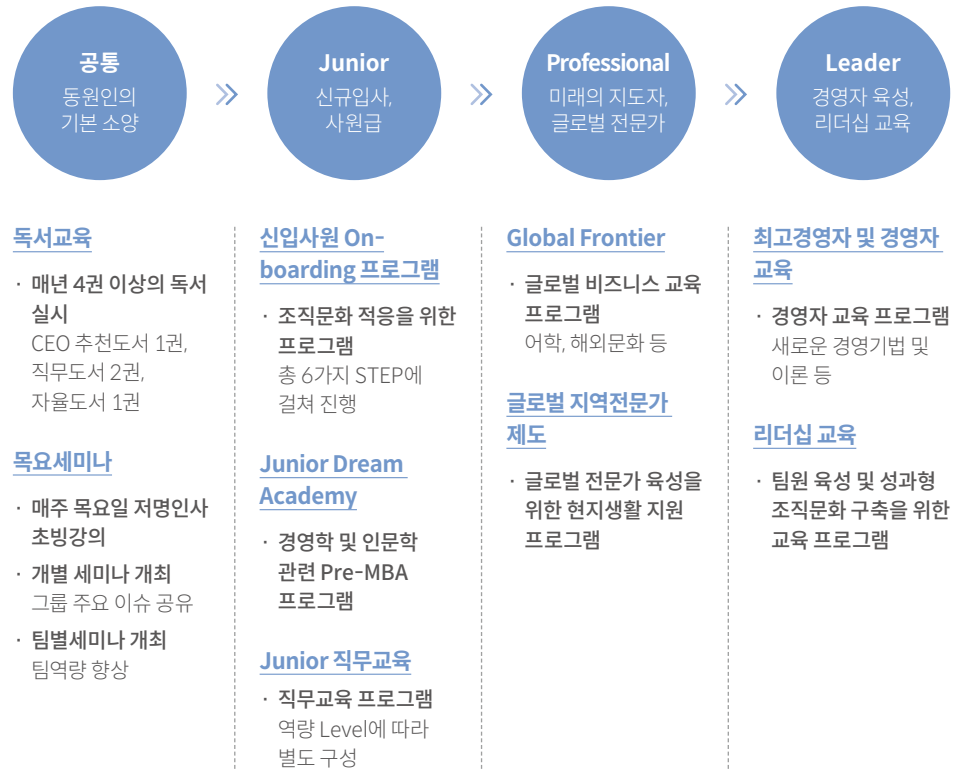 공통
동원인의
기본 소양
Junior
신규입사,
사원급
Professional
미래의 지도자,
글로벌 전문가
Leader
경영자 육성,
리더십 교육
독서교육
· 매년 4권 이상의 독서
실시
CEO 추천도서 1권,
직무도서 2권,
자율도서 1권
목요세미나
· 매주 목요일 저명인사
초빙강의
· 개별 세미나 개최
그룹 주요 이슈 공유
· 팀별세미나 개최
팀역량 향상
신입사원 On-
boarding 프로그램
· 조직문화 적응을 위한
프로그램
총 6가지 STEP에
걸쳐 진행
Junior Dream
Academy
· 경영학 및 인문학
관련 Pre-MBA
프로그램
Junior 직무교육
· 직무교육 프로그램
역량 Level에 따라
별도 구성
Global Frontier
· 글로벌 비즈니스 교육
프로그램
어학, 해외문화 등
글로벌 지역전문가
제도
· 글로벌 전문가 육성을
위한 현지생활 지원
프로그램
최고경영자 및 경영자
교육
· 경영자 교육 프로그램
새로운 경영기법 및
이론 등
리더십 교육
· 팀원 육성 및 성과형
조직문화 구축을 위한
교육 프로그램